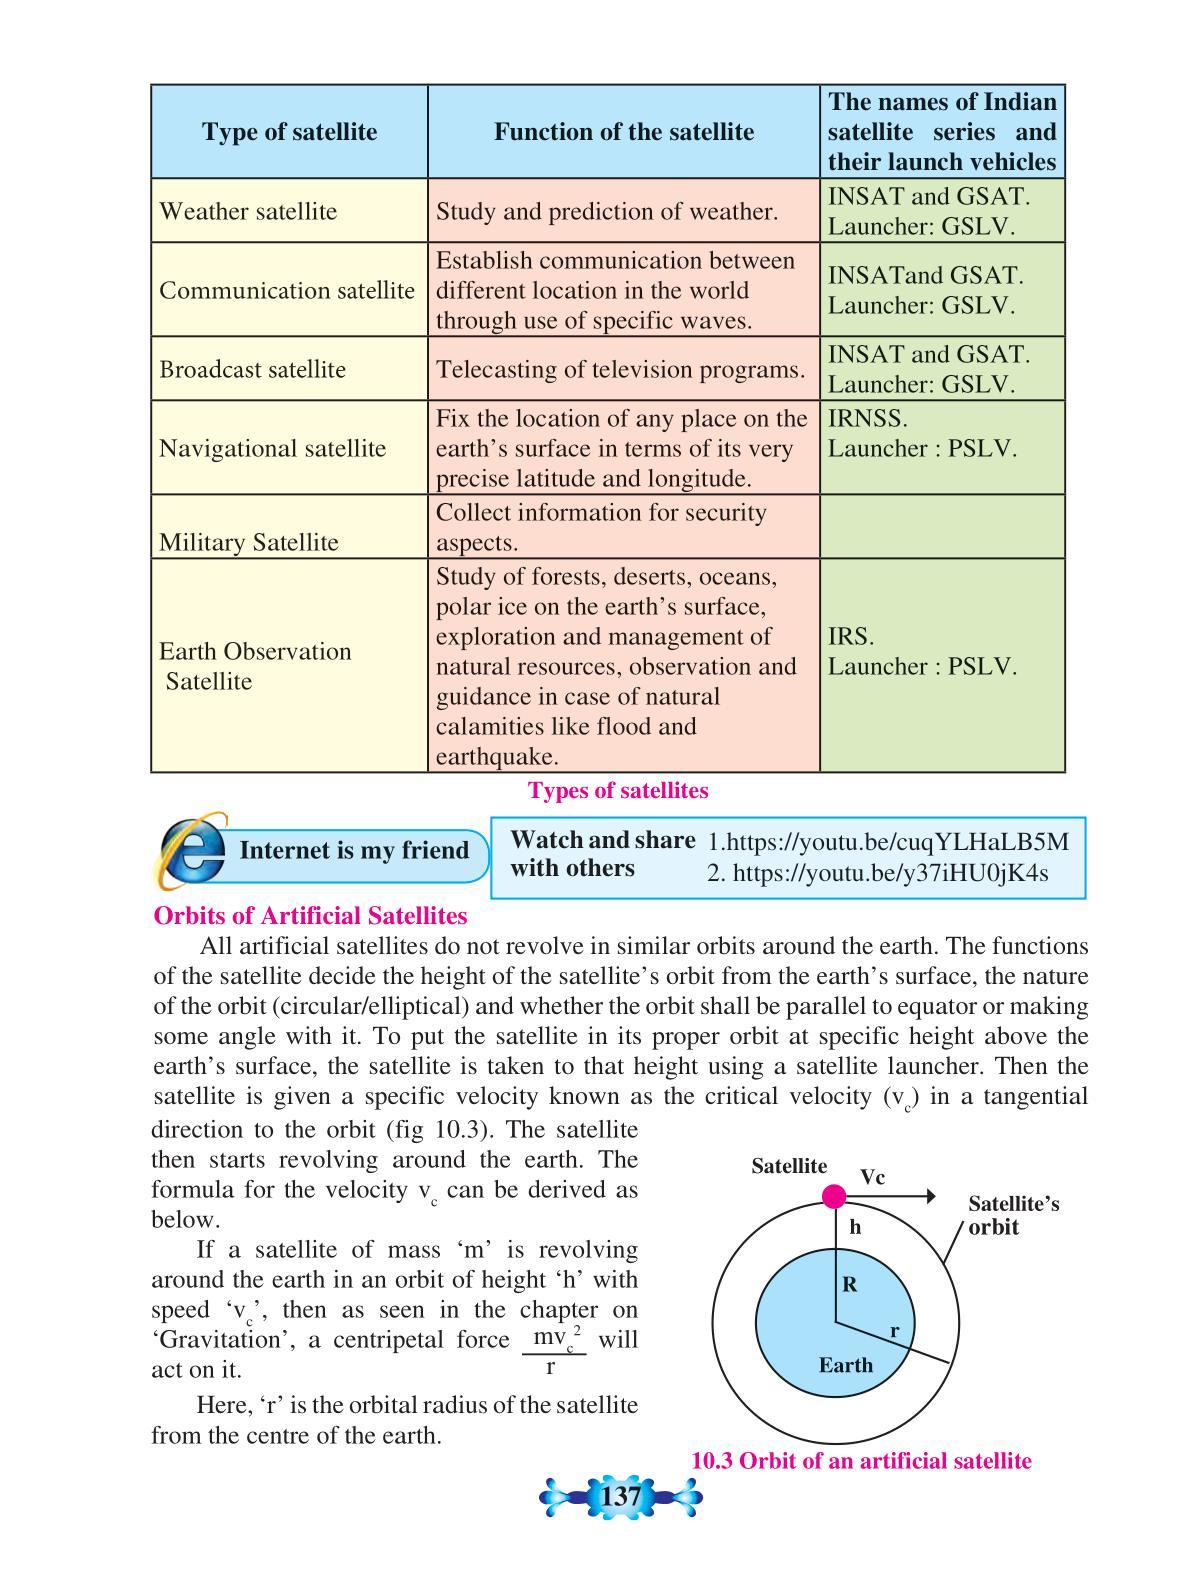 Type of satellite
Function of the satellite
The names of Indian
satellite series and
their launch vehicles
Weather satellite
Study and prediction of weather.
INSAT and GSAT.
Launcher: GSLV.
Communication satellite
Establish communication between
different location in the world
through use of specific waves.
INSATand GSAT.
Launcher: GSLV.
Broadcast satellite
Telecasting of television programs.
INSAT and GSAT.
Launcher: GSLV.
Navigational satellite
Fix the location of any place on the
earth’s surface in terms of its very
precise latitude and longitude.
IRNSS.
Launcher : PSLV.
Military Satellite
Collect information for security
aspects.
Earth Observation
Satellite
Study of forests, deserts, oceans,
polar ice on the earth’s surface,
exploration and management of
natural resources, observation and
guidance in case of natural
calamities like flood and
earthquake.
IRS.
Launcher : PSLV.
Types of satellites
Internet is my friend
Watch and share
with others
1.https://youtu.be/cuqYLHaLB5M
2. https://youtu.be/y37iHU0jK4s
Orbits of Artificial Satellites
All artificial satellites do not revolve in similar orbits around the earth. The functions
of the satellite decide the height of the satellite’s orbit from the earth’s surface, the nature
of the orbit (circular/elliptical) and whether the orbit shall be parallel to equator or making
some angle with it. To put the satellite in its proper orbit at specific height above the
earth’s surface, the satellite is taken to that height using a satellite launcher. Then the
satellite is given a specific velocity known as the critical velocity (v_c) in a tangential
direction to the orbit (fig 10.3). The satellite
then starts revolving around the earth. The
formula for the velocity v_c can be derived as
below.
If a satellite of mass ‘m’ is revolving
around the earth in an orbit of height ‘h’ with
speed ‘v_c’, then as seen in the chapter on
‘Gravitation’, a centripetal force mv_c² / r will
act on it.
Here, ‘r’ is the orbital radius of the satellite
from the centre of the earth.
Satellite
Vc
Satellite’s
orbit
h
R
r
Earth
10.3 Orbit of an artificial satellite
137